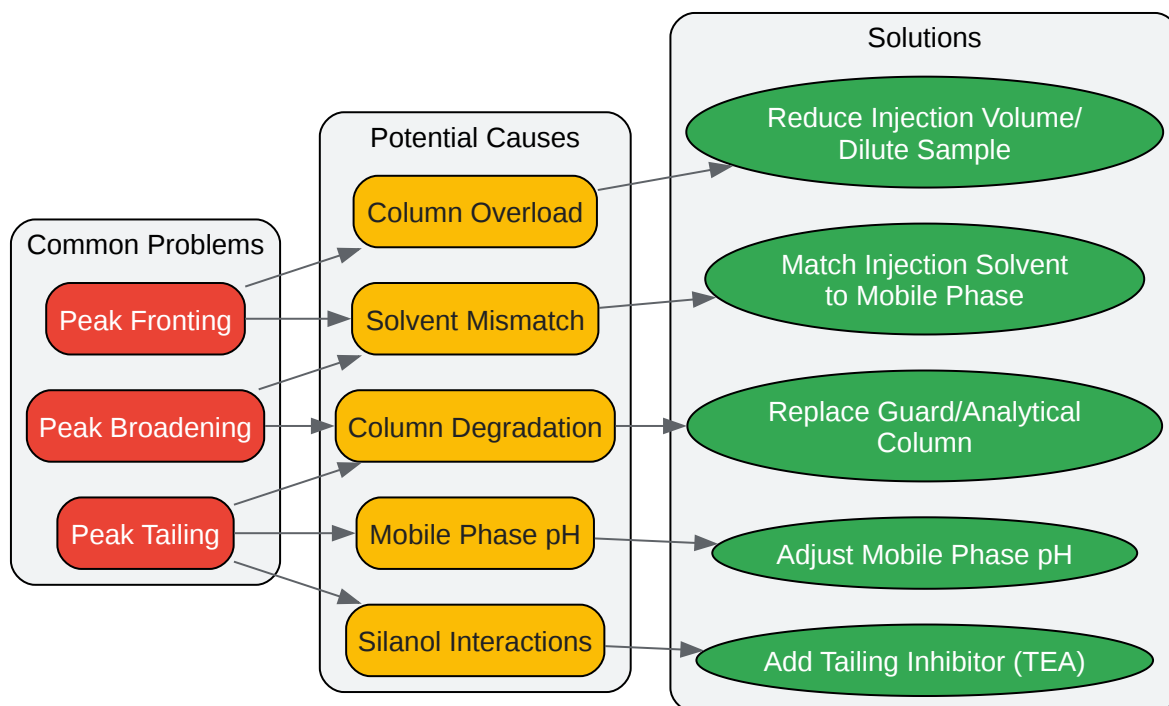 Common Problems
Peak Fronting
Peak Broadening
Peak Tailing
Potential Causes
Column Overload
Solvent Mismatch
Column Degradation
Mobile Phase pH
Silanol Interactions
Solutions
Reduce Injection Volume/
Dilute Sample
Match Injection Solvent
to Mobile Phase
Replace Guard/Analytical
Column
Adjust Mobile Phase pH
Add Tailing Inhibitor (TEA)